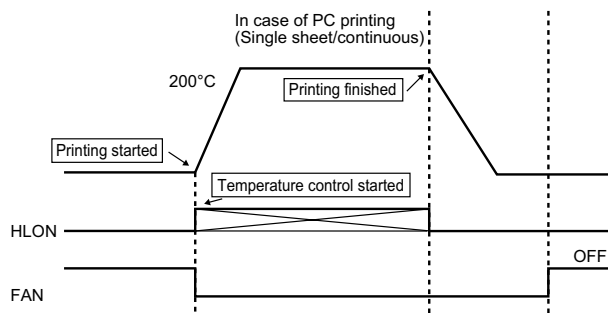 In case of PC printing
(Single sheet/continuous)
200°C
Printing finished
Printing started
Temperature control started
HLON
OFF
FAN